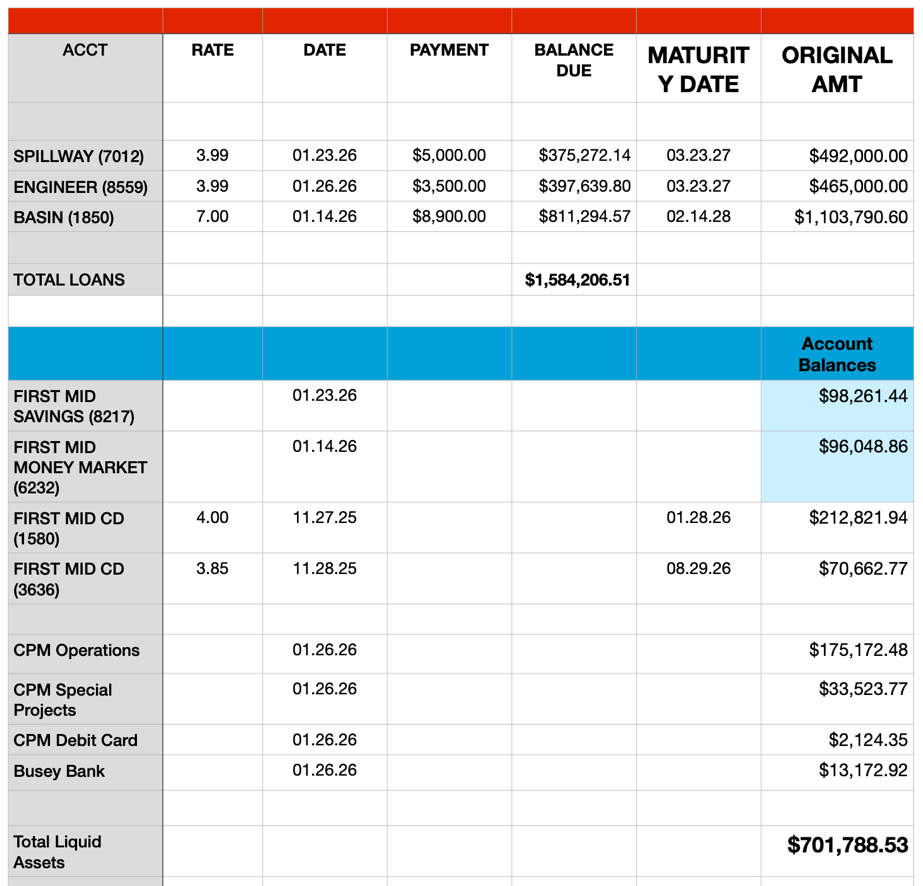 ACCT RATE DATE PAYMENT BALANCE DUE MATURITY DATE ORIGINAL AMT
SPILLWAY (7012) 3.99 01.23.26 $5,000.00 $375,272.14 03.23.27 $492,000.00
ENGINEER (8559) 3.99 01.26.26 $3,500.00 $397,639.80 03.23.27 $465,000.00
BASIN (1850) 7.00 01.14.26 $8,900.00 $811,294.57 02.14.28 $1,103,790.60
TOTAL LOANS $1,584,206.51
Account Balances
FIRST MID SAVINGS (8217) 01.23.26 $98,261.44
FIRST MID MONEY MARKET (6232) 01.14.26 $96,048.86
FIRST MID CD (1580) 4.00 11.27.25 01.28.26 $212,821.94
FIRST MID CD (3636) 3.85 11.28.25 08.29.26 $70,662.77
CPM Operations 01.26.26 $175,172.48
CPM Special Projects 01.26.26 $33,523.77
CPM Debit Card 01.26.26 $2,124.35
Busey Bank 01.26.26 $13,172.92
Total Liquid Assets $701,788.53